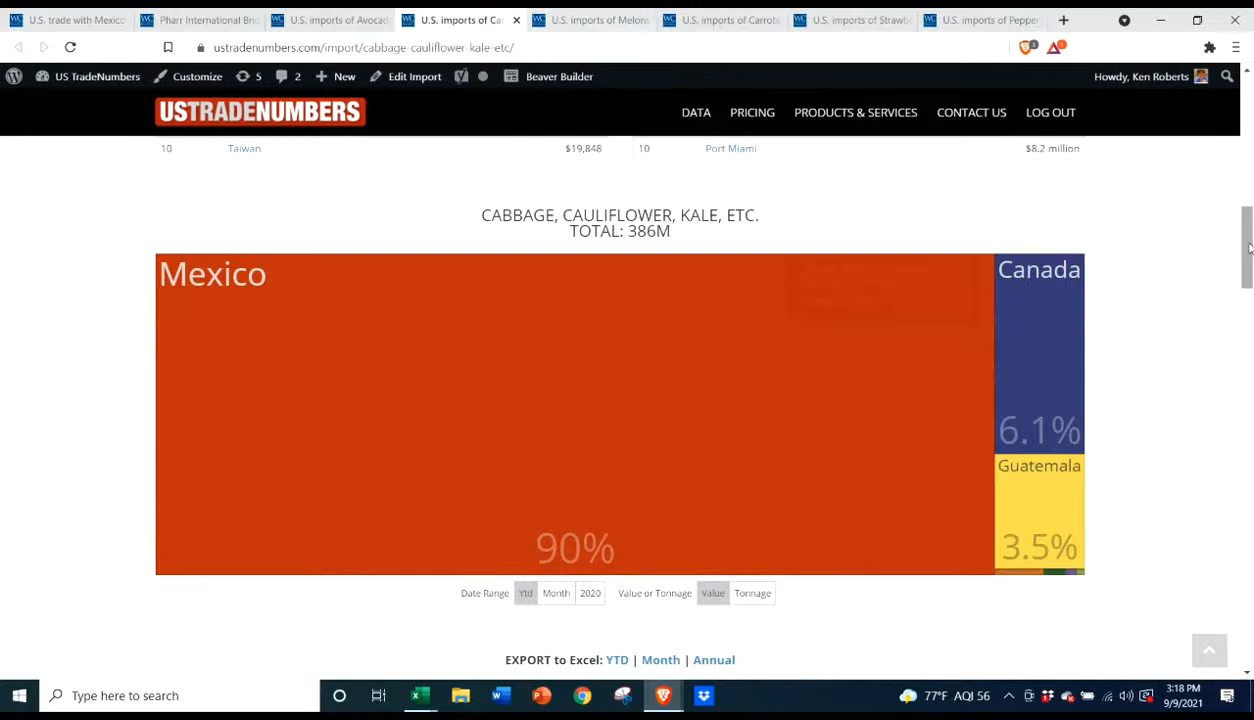 U.S. trade with Mexico
Pharr International Bri
U.S. imports of Avocad
U.S. imports of Ca
U.S. imports of Melons
U.S. imports of Carrots
U.S. imports of Strawb
U.S. imports of Pepper
ustradenumbers.com/import/cabbage-cauliflower-kale-etc/
3
1
US TradeNumbers
Customize
5
2
New
Edit Import
Beaver Builder
Howdy, Ken Roberts
USTRADENUMBERS
DATA
PRICING
PRODUCTS & SERVICES
CONTACT US
LOG OUT
10 Taiwan $19,848
10 Port Miami $8.2 million
CABBAGE, CAULIFLOWER, KALE, ETC.
TOTAL: 386M
Mexico
90%
Canada
6.1%
Guatemala
3.5%
Date Range Ytd Month 2020 Value or Tonnage Value Tonnage
EXPORT to Excel: YTD | Month | Annual
Type here to search
77°F AQI 56
3:18 PM
9/9/2021